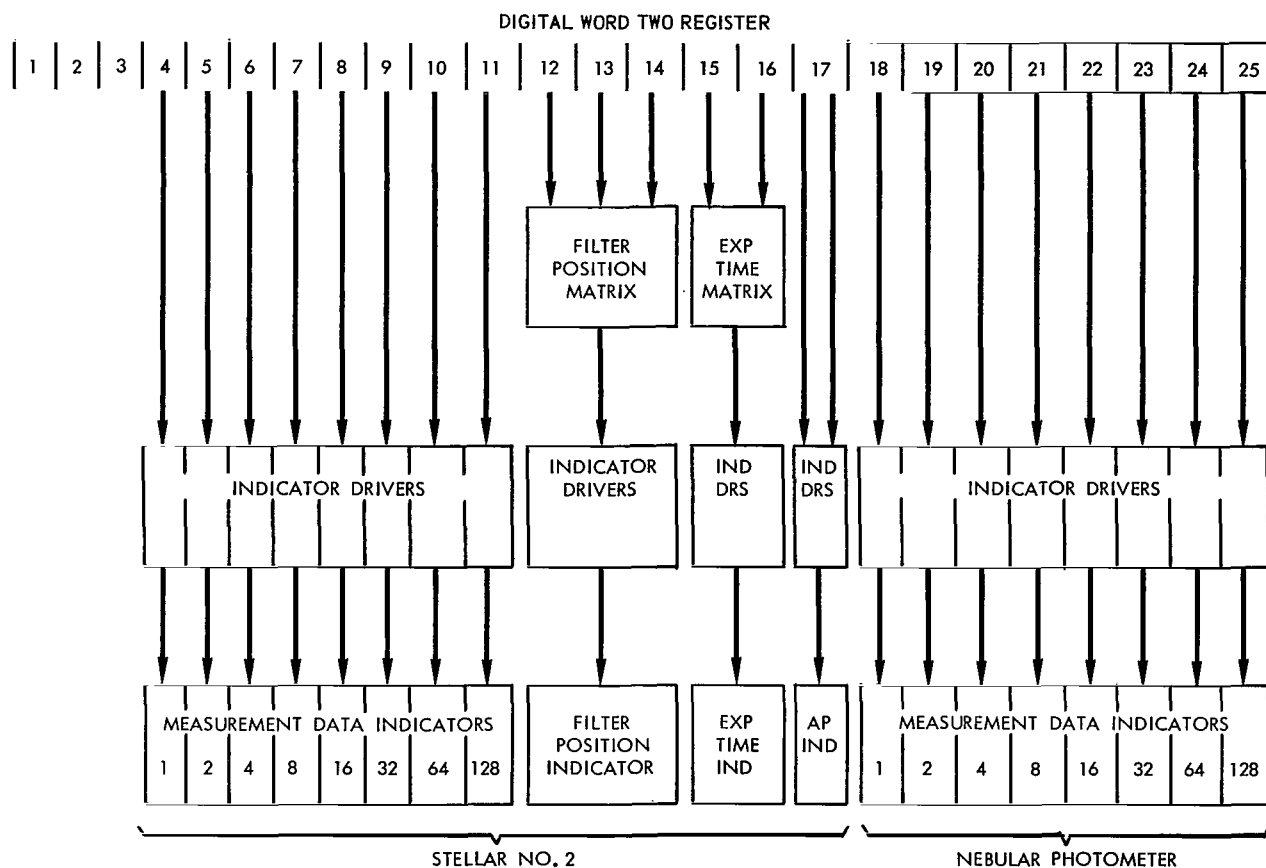 DIGITAL WORD TWO REGISTER
1 2 3 4 5 6 7 8 9 10 11 12 13 14 15 16 17 18 19 20 21 22 23 24 25
FILTER
POSITION
MATRIX
EXP
TIME
MATRIX
INDICATOR DRIVERS
INDICATOR
DRIVERS
IND
DRS
IND
DRS
INDICATOR DRIVERS
MEASUREMENT DATA INDICATORS
1 2 4 8 16 32 64 128
FILTER
POSITION
INDICATOR
EXP
TIME
IND
AP
IND
MEASUREMENT DATA INDICATORS
1 2 4 8 16 32 64 128
STELLAR NO. 2
NEBULAR PHOTOMETER